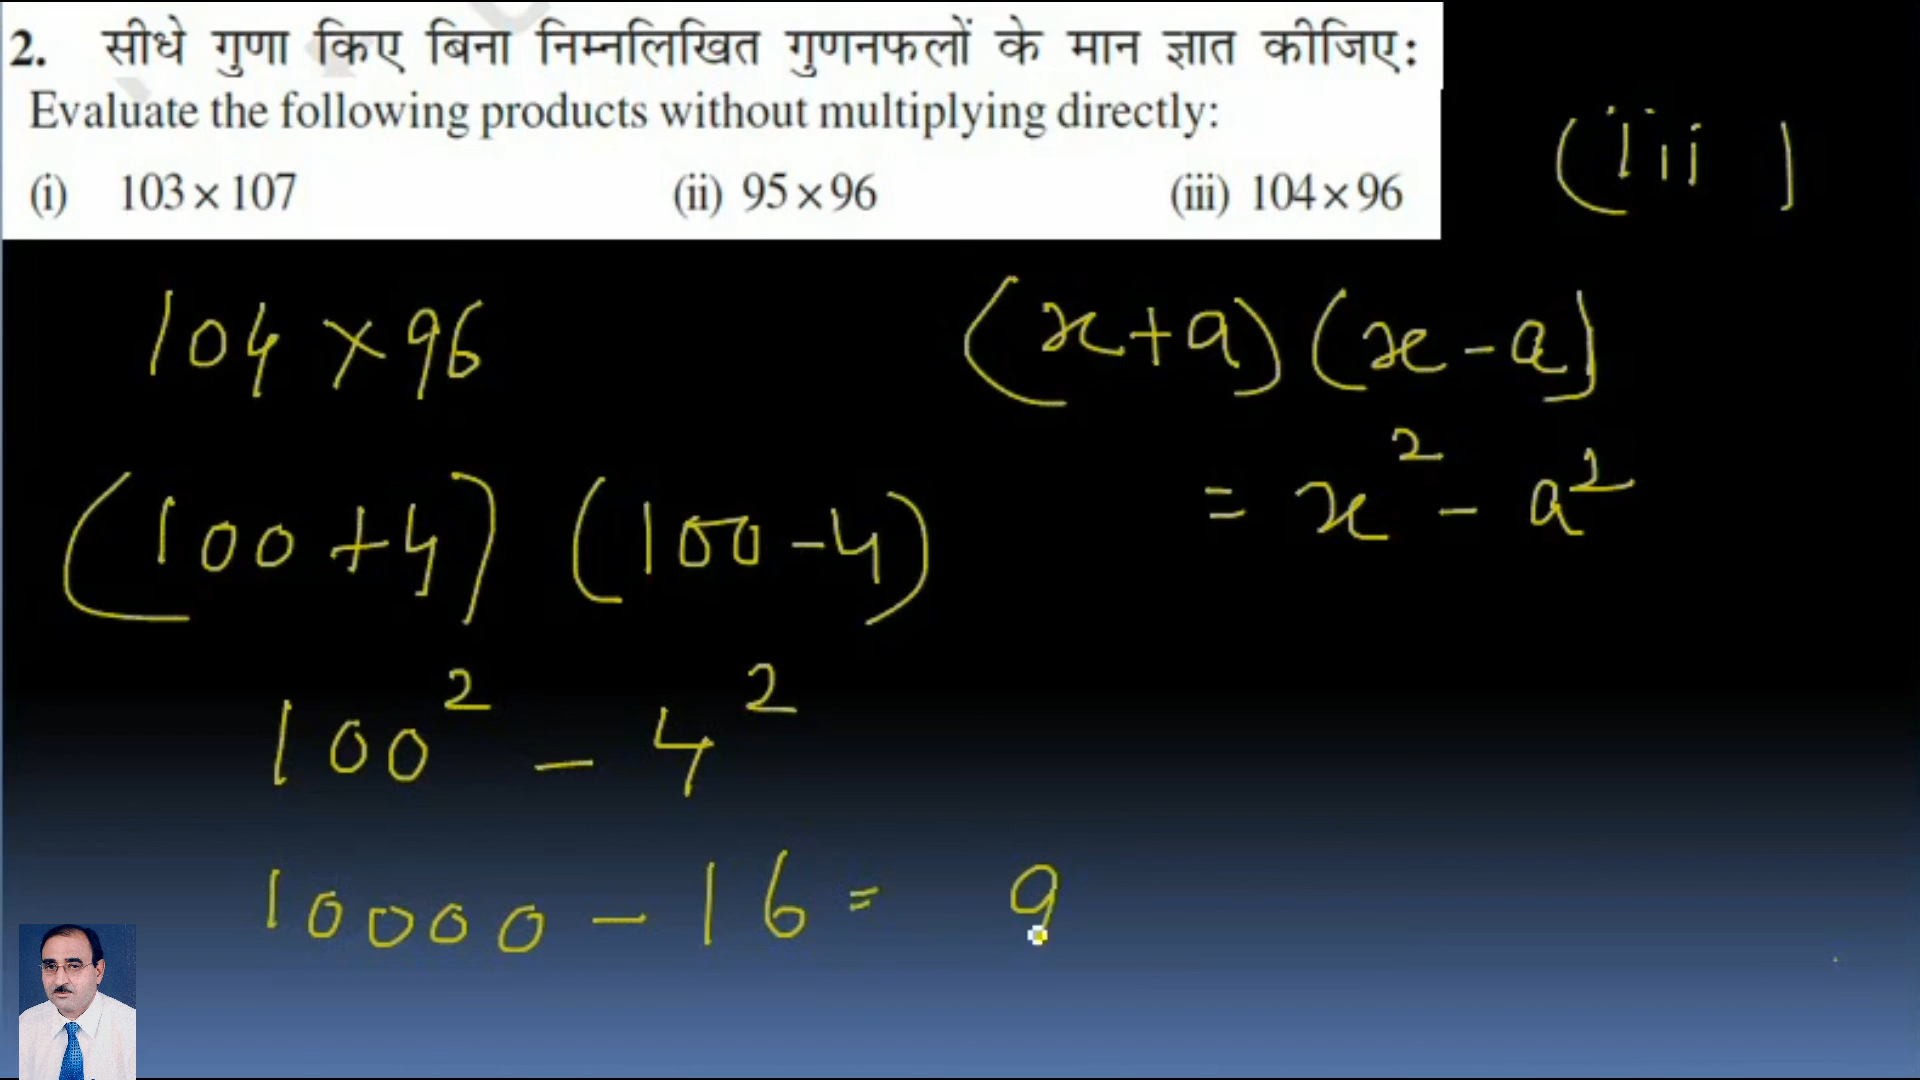 2. सीधे गुणा किए बिना निम्नलिखित गुणनफलों के मान ज्ञात कीजिए:
Evaluate the following products without multiplying directly:
(i) 103 × 107 (ii) 95 × 96 (iii) 104 × 96
(iii)
104 × 96
(x+a)(x-a)
= x² - a²
(100+4) (100-4)
100² - 4²
10000 - 16 = 9